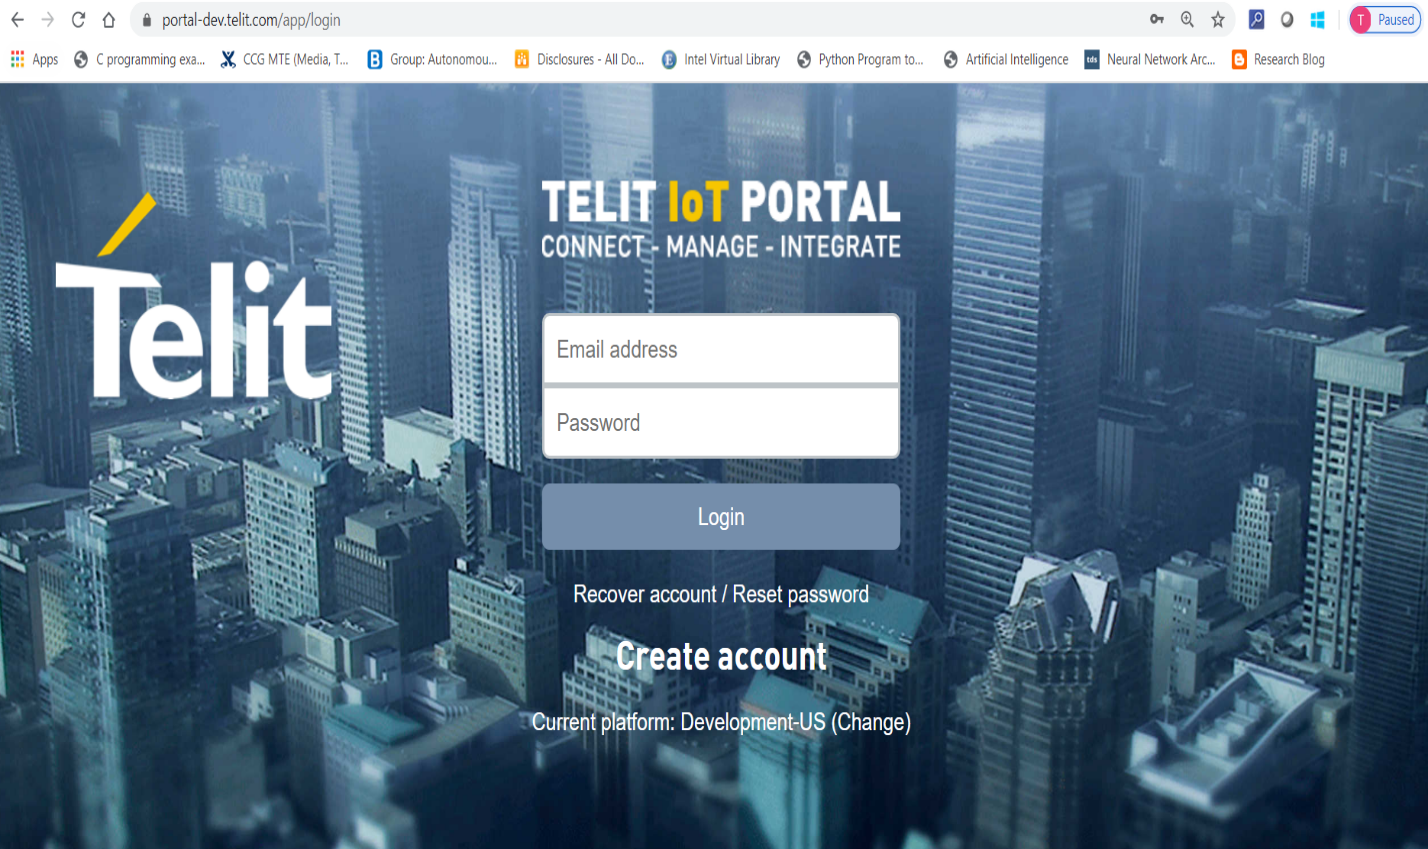 portal-dev.telit.com/app/login
T Paused
Apps C programming exa... CCG MTE (Media, T... Group: Autonomou... Disclosures - All Do... Intel Virtual Library Python Program to... Artificial Intelligence tds Neural Network Arc... Research Blog
Telit
TELIT IoT PORTAL
CONNECT - MANAGE - INTEGRATE
Email address
Password
Login
Recover account / Reset password
Create account
Current platform: Development-US (Change)